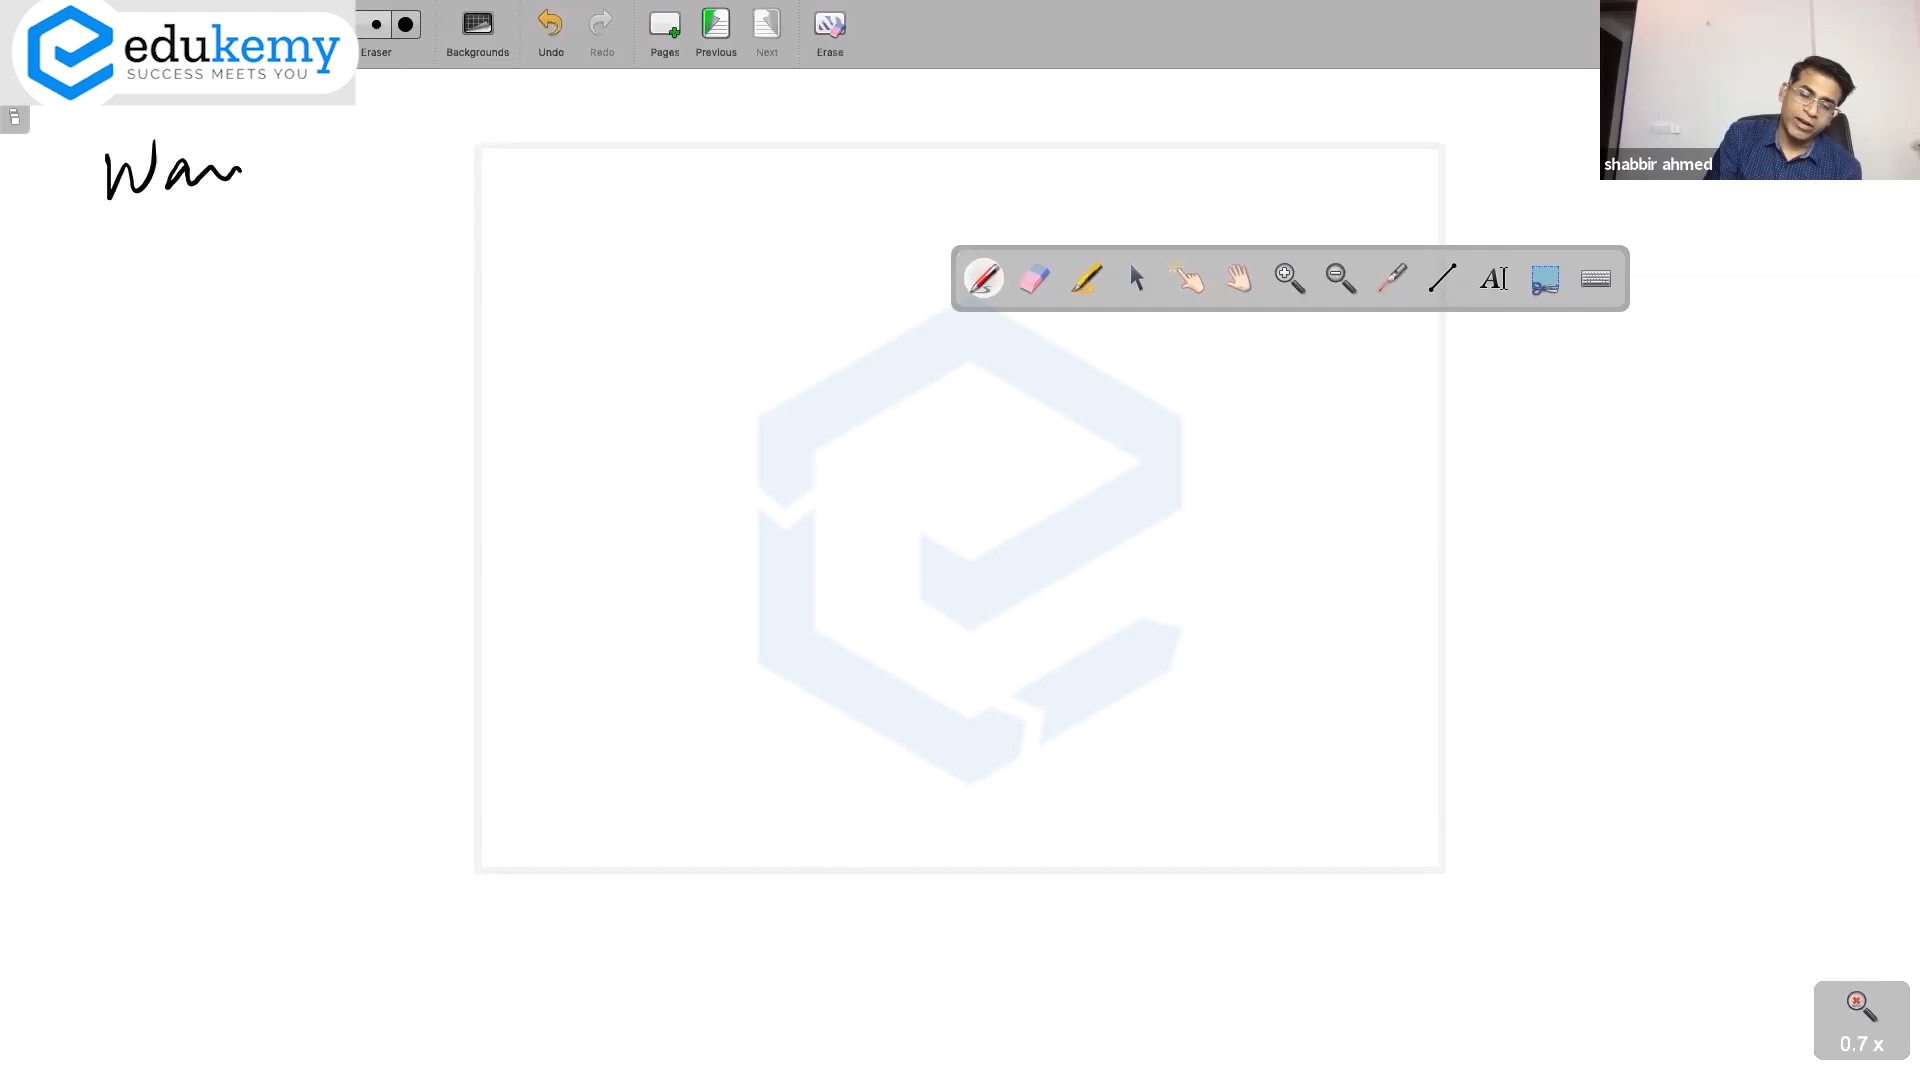 edukemy
SUCCESS MEETS YOU
Eraser
Backgrounds
Undo
Redo
Pages
Previous
Next
Erase
shabbir ahmed
War
0.7 x